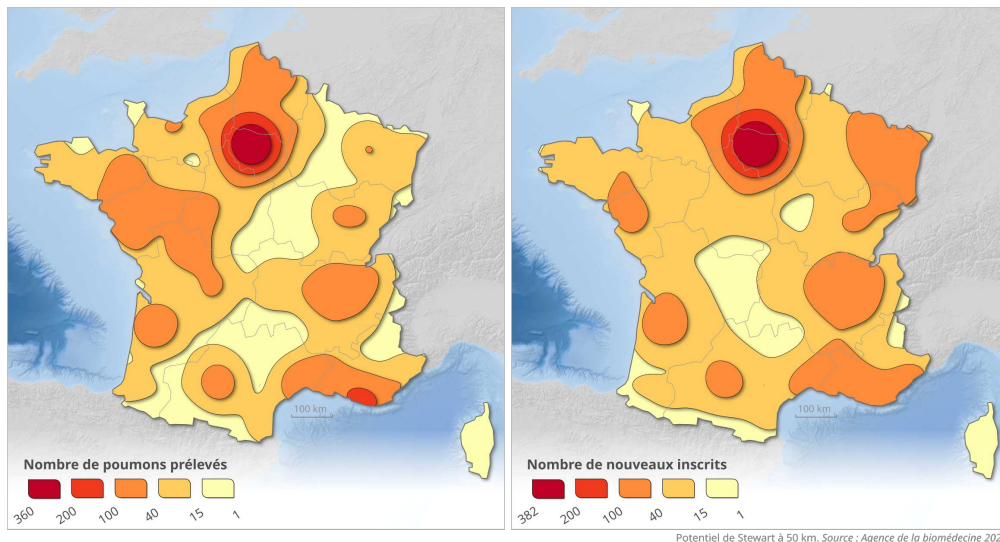 100 km
Nombre de poumons prélevés
360 200 100 40 15 1
100 km
Nombre de nouveaux inscrits
382 200 100 40 15 1
Potentiel de Stewart à 50 km. Source : Agence de la biomédecine 202